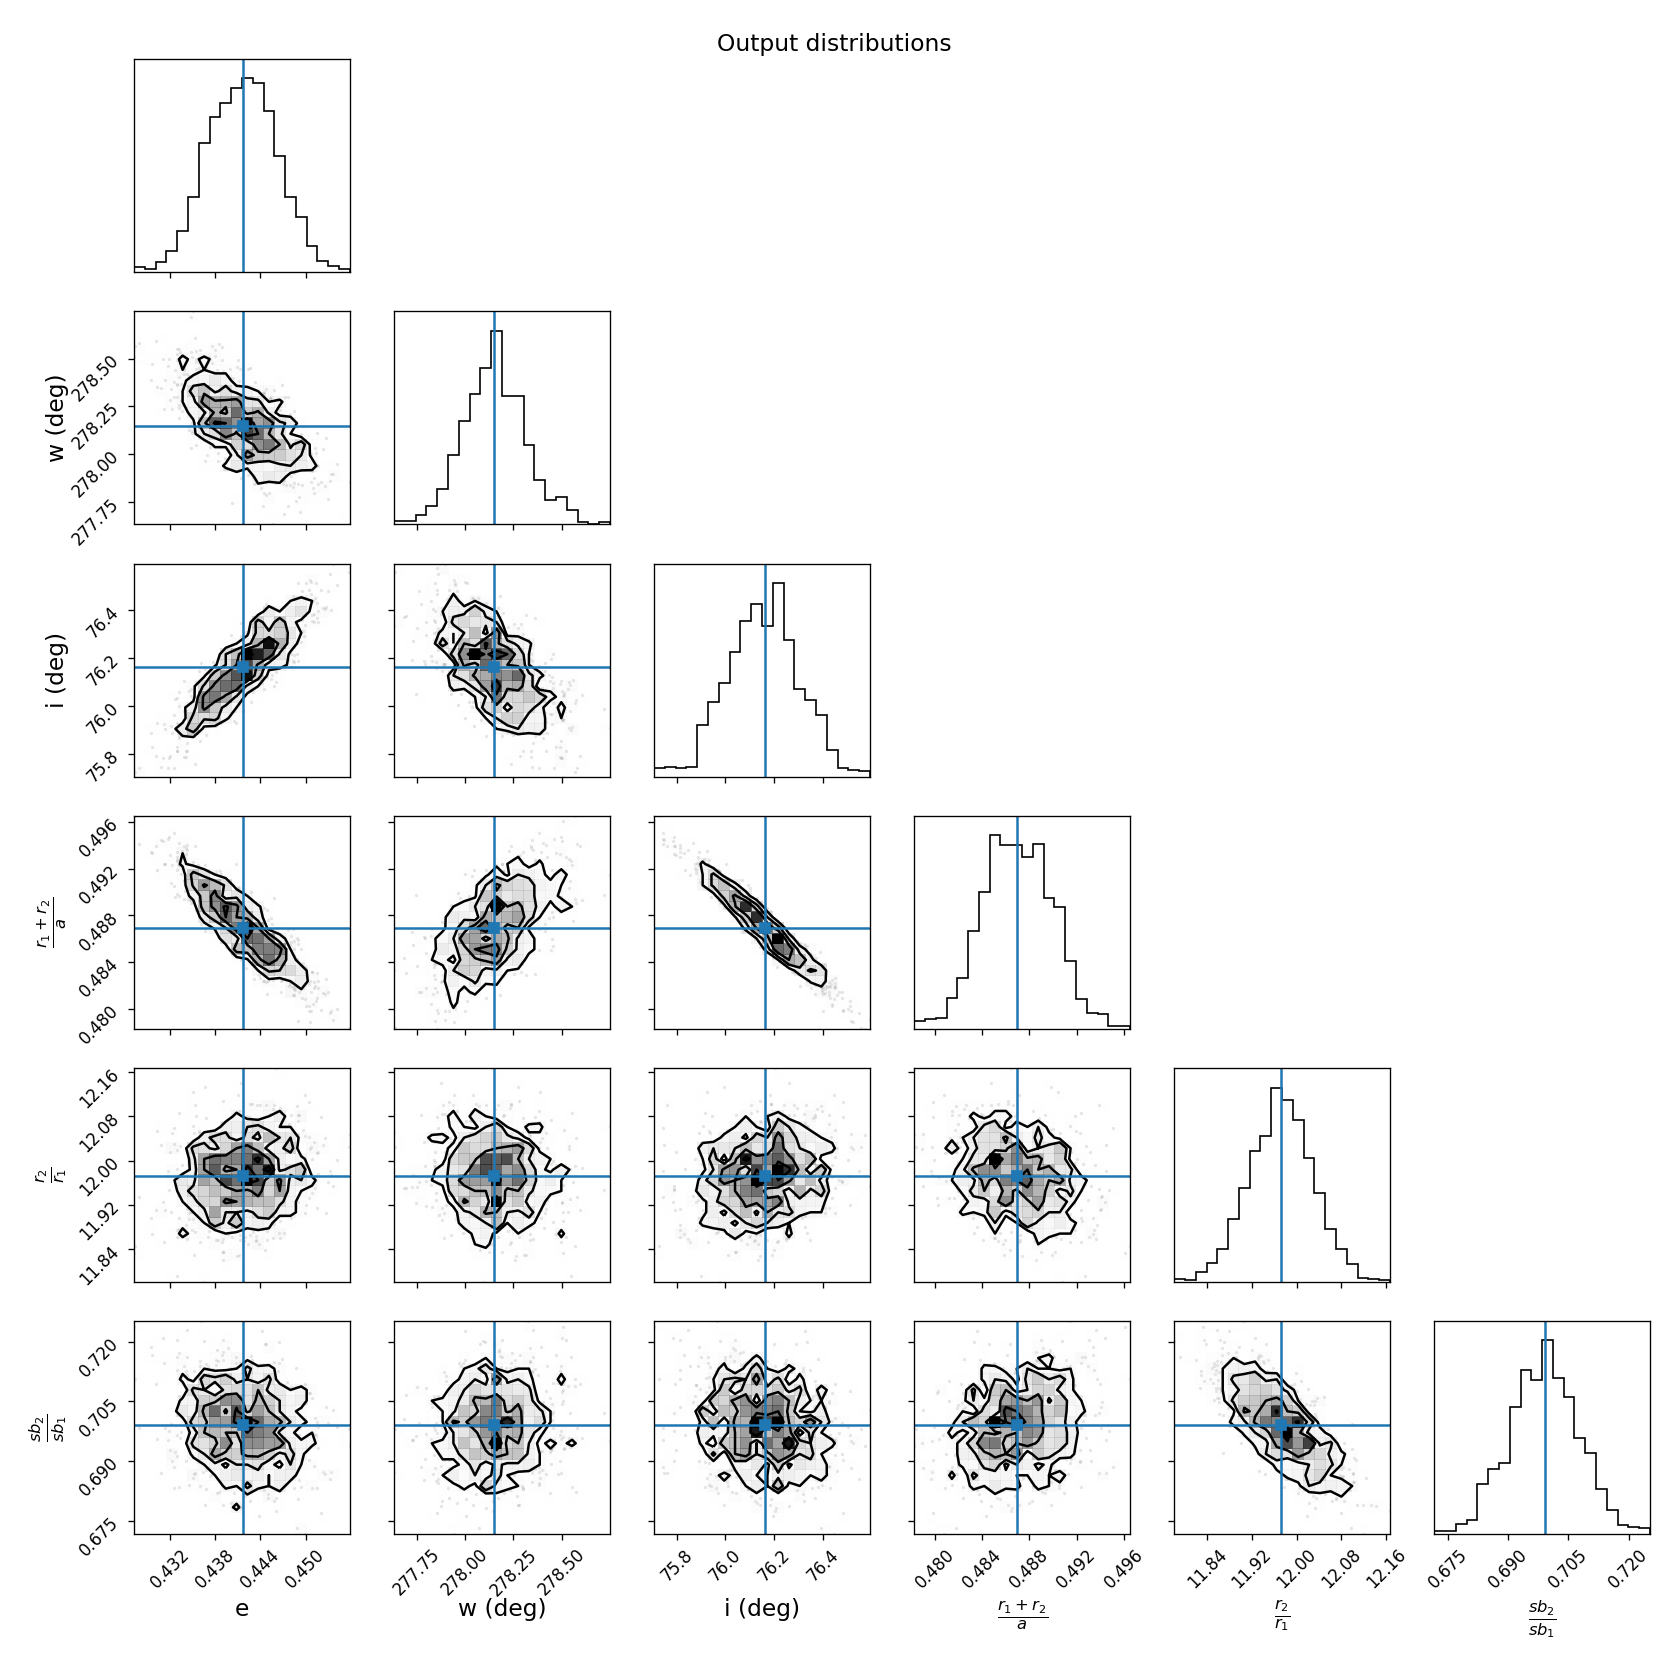 Output distributions
w (deg)
278.50
278.25
278.00
277.75
i (deg)
76.4
76.2
76.0
75.8
r₁ + r₂
a
0.496
0.492
0.488
0.484
0.480
r₂
r₁
12.16
12.08
12.00
11.92
11.84
sb₂
sb₁
0.720
0.705
0.690
0.675
0.432 0.438 0.444 0.450
277.75 278.00 278.25 278.50
75.8 76.0 76.2 76.4
0.480 0.484 0.488 0.492 0.496
11.84 11.92 12.00 12.08 12.16
0.675 0.690 0.705 0.720
e
w (deg)
i (deg)
r₁ + r₂
a
r₂
r₁
sb₂
sb₁